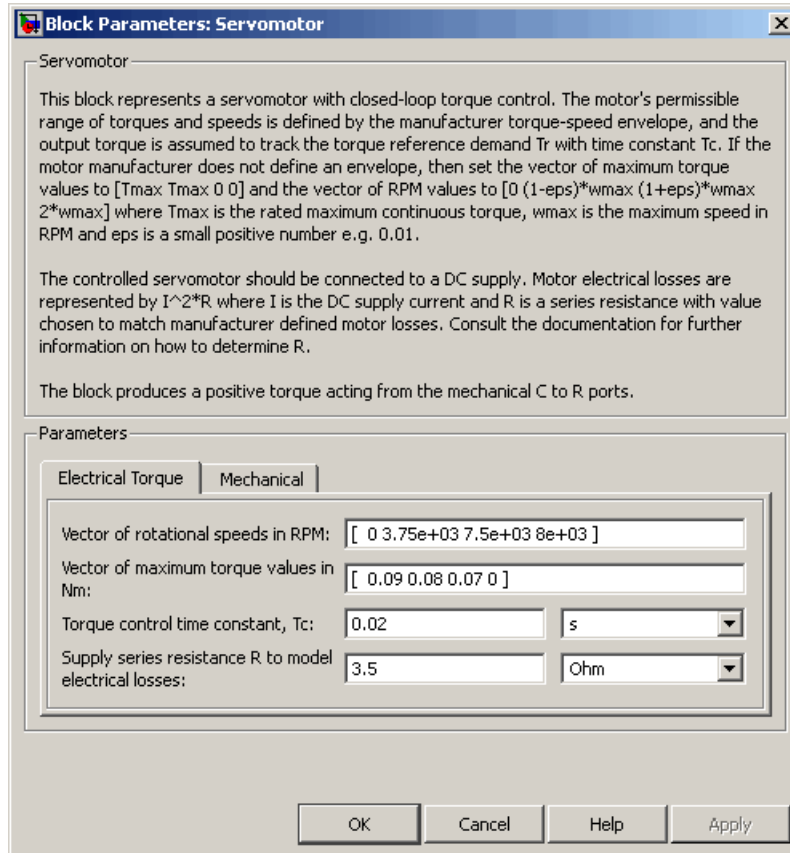 Block Parameters: Servomotor
Servomotor
This block represents a servomotor with closed-loop torque control. The motor's permissible
range of torques and speeds is defined by the manufacturer torque-speed envelope, and the
output torque is assumed to track the torque reference demand Tr with time constant Tc. If the
motor manufacturer does not define an envelope, then set the vector of maximum torque
values to [Tmax Tmax 0 0] and the vector of RPM values to [0 (1-eps)*wmax (1+eps)*wmax
2*wmax] where Tmax is the rated maximum continuous torque, wmax is the maximum speed in
RPM and eps is a small positive number e.g. 0.01.
The controlled servomotor should be connected to a DC supply. Motor electrical losses are
represented by I^2*R where I is the DC supply current and R is a series resistance with value
chosen to match manufacturer defined motor losses. Consult the documentation for further
information on how to determine R.
The block produces a positive torque acting from the mechanical C to R ports.
Parameters
Electrical Torque Mechanical
Vector of rotational speeds in RPM: [ 0 3.75e+03 7.5e+03 8e+03 ]
Vector of maximum torque values in
Nm: [ 0.09 0.08 0.07 0 ]
Torque control time constant, Tc: 0.02 s
Supply series resistance R to model
electrical losses: 3.5 Ohm
OK Cancel Help Apply